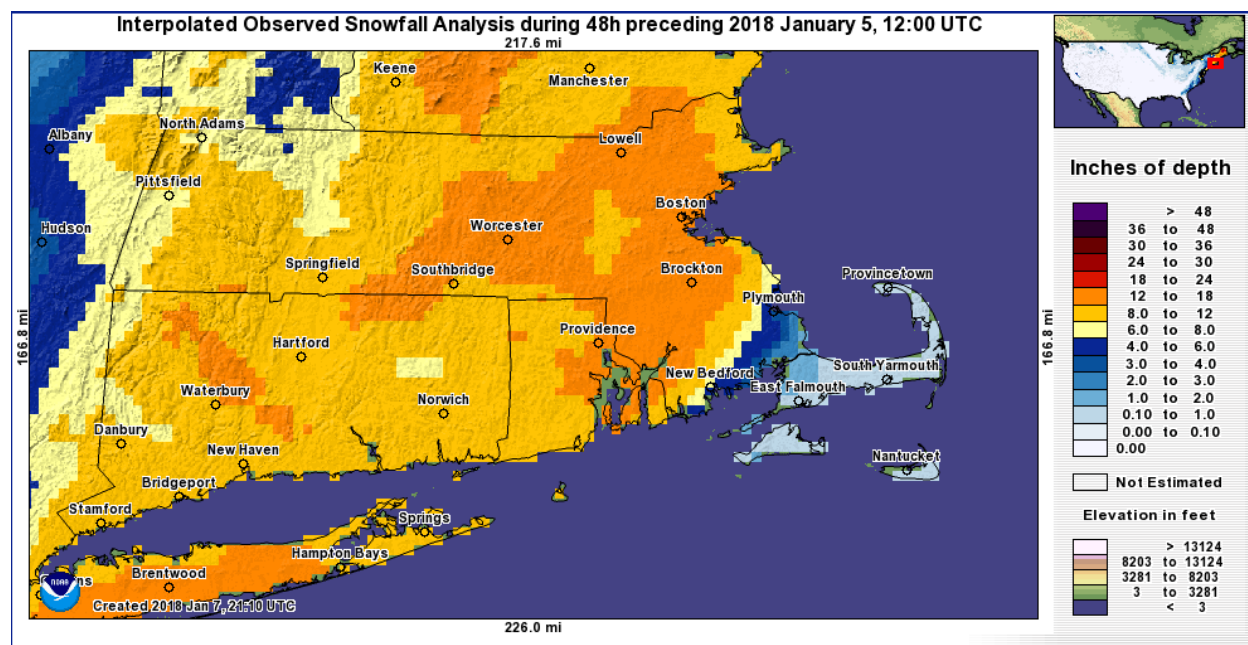 Interpolated Observed Snowfall Analysis during 48h preceding 2018 January 5, 12:00 UTC
217.6 mi
Keene
Manchester
Albany
North Adams
Lowell
Pittsfield
Boston
Hudson
Worcester
Springfield
Southbridge
Brockton
Provincetown
Plymouth
166.8 mi
Hartford
Providence
166.8 mi
New Bedford
South Yarmouth
Waterbury
East Falmouth
Norwich
Danbury
New Haven
Nantucket
Bridgeport
Stamford
Springs
Hampton Bays
Brentwood
NOAA
Created 2018 Jan 7, 21:10 UTC
226.0 mi
Inches of depth
> 48
36 to 48
30 to 36
24 to 30
18 to 24
12 to 18
8.0 to 12
6.0 to 8.0
4.0 to 6.0
3.0 to 4.0
2.0 to 3.0
1.0 to 2.0
0.10 to 1.0
0.00 to 0.10
0.00
Not Estimated
Elevation in feet
> 13124
8203 to 13124
3281 to 8203
3 to 3281
< 3